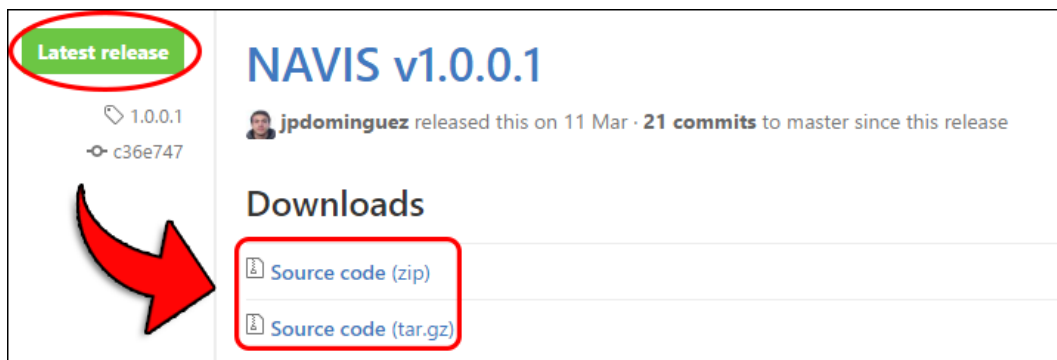 Latest release
1.0.0.1
c36e747
NAVIS v1.0.0.1
jpdominguez released this on 11 Mar · 21 commits to master since this release
Downloads
Source code (zip)
Source code (tar.gz)